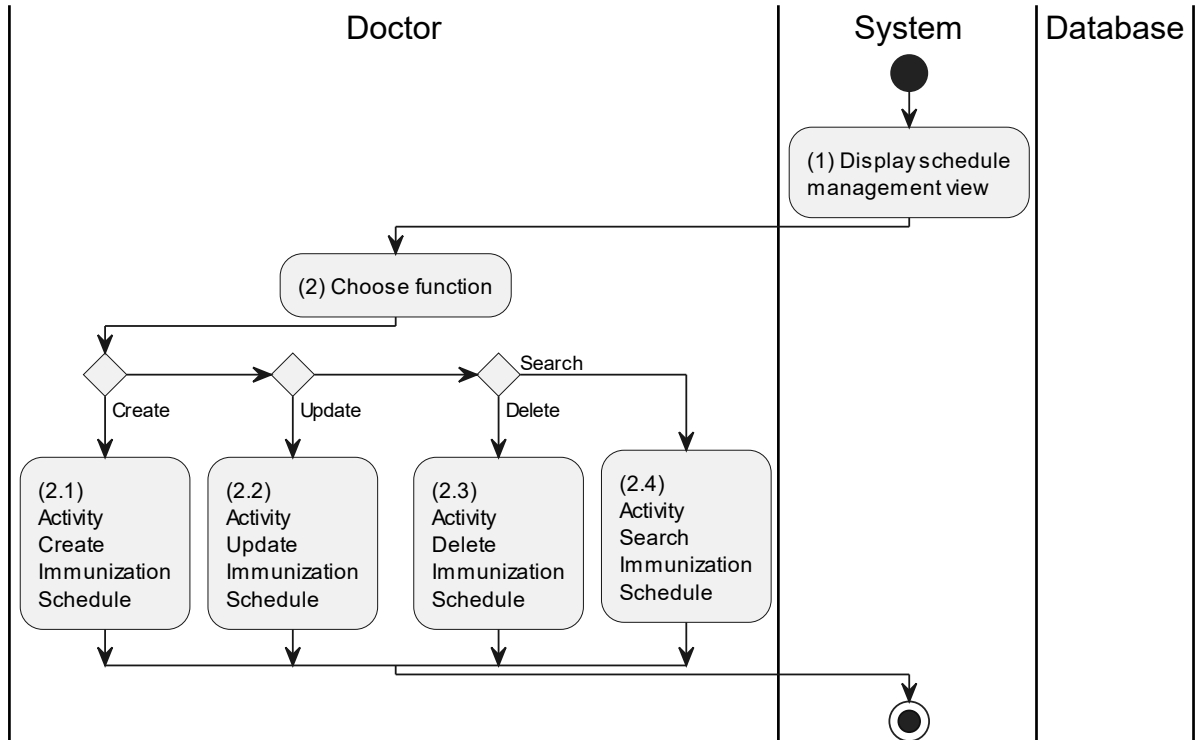 Doctor
System
Database
(1) Display schedule
management view
(2) Choose function
Search
Create
Update
Delete
(2.1)
Activity
Create
Immunization
Schedule
(2.2)
Activity
Update
Immunization
Schedule
(2.3)
Activity
Delete
Immunization
Schedule
(2.4)
Activity
Search
Immunization
Schedule